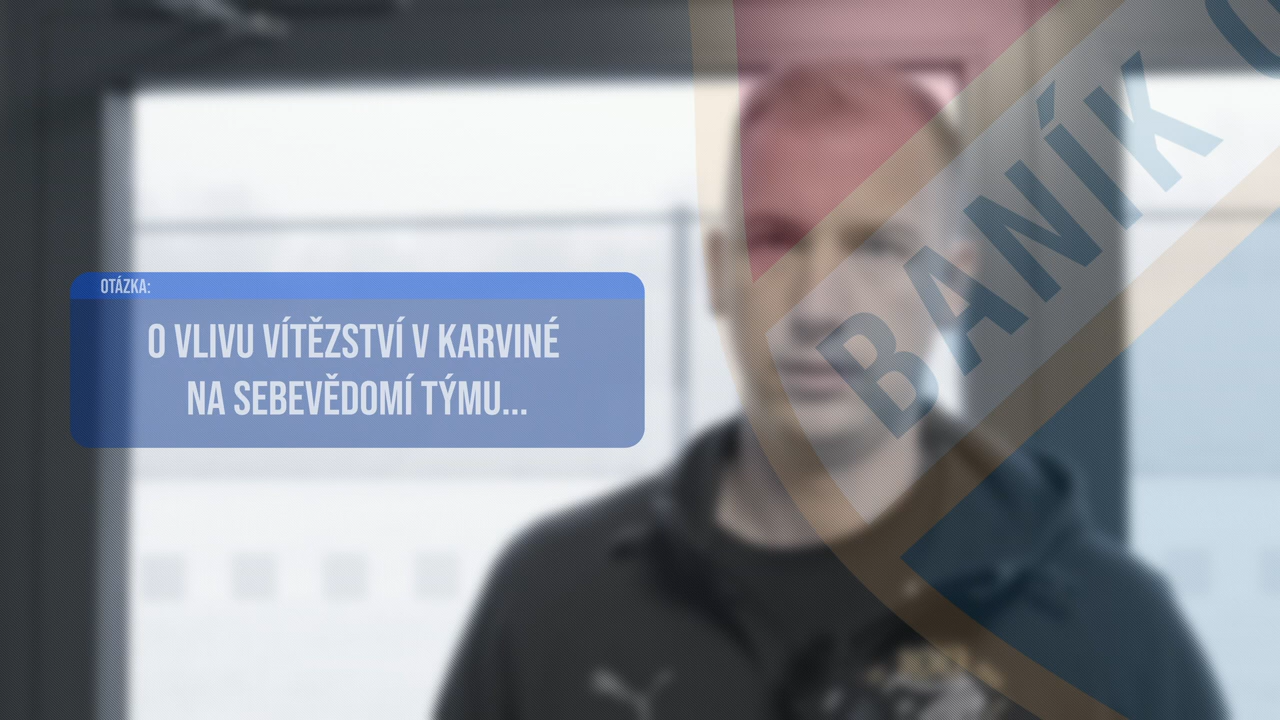 BANÍK
OTÁZKA:
O VLIVU VÍTĚZSTVÍ V KARVINÉ
NA SEBEVĚDOMÍ TÝMU...